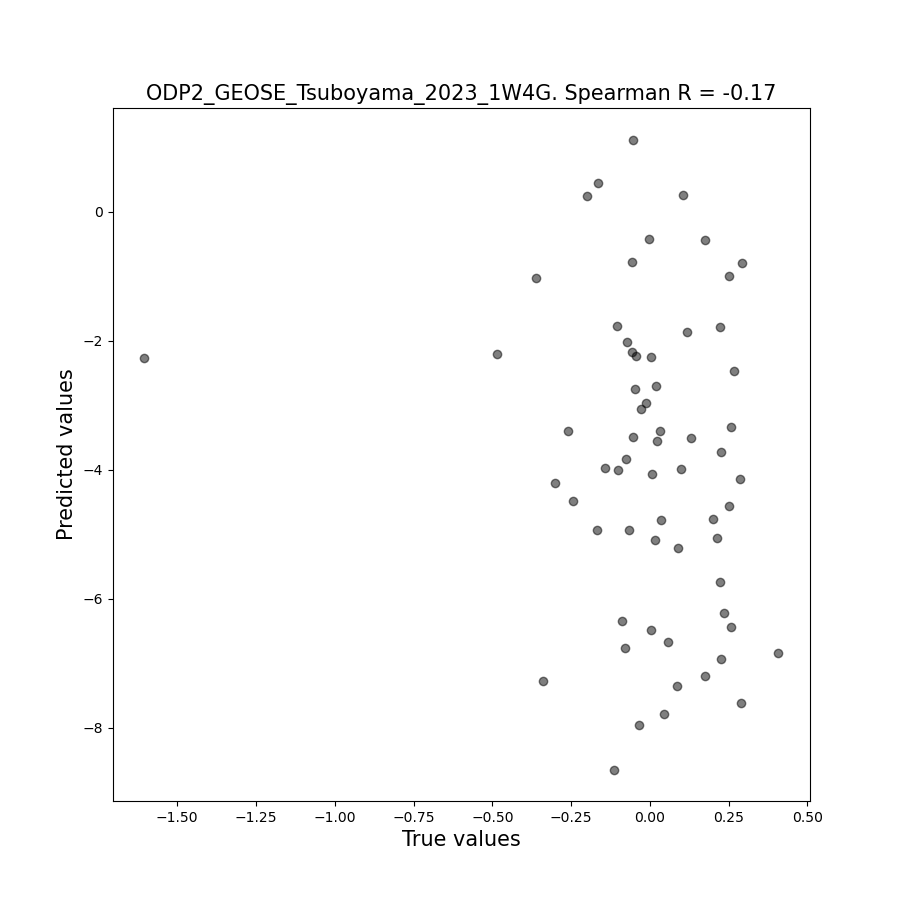 ODP2_GEOSE_Tsuboyama_2023_1W4G. Spearman R = -0.17
Predicted values
0
−2
−4
−6
−8
−1.50 −1.25 −1.00 −0.75 −0.50 −0.25 0.00 0.25 0.50
True values